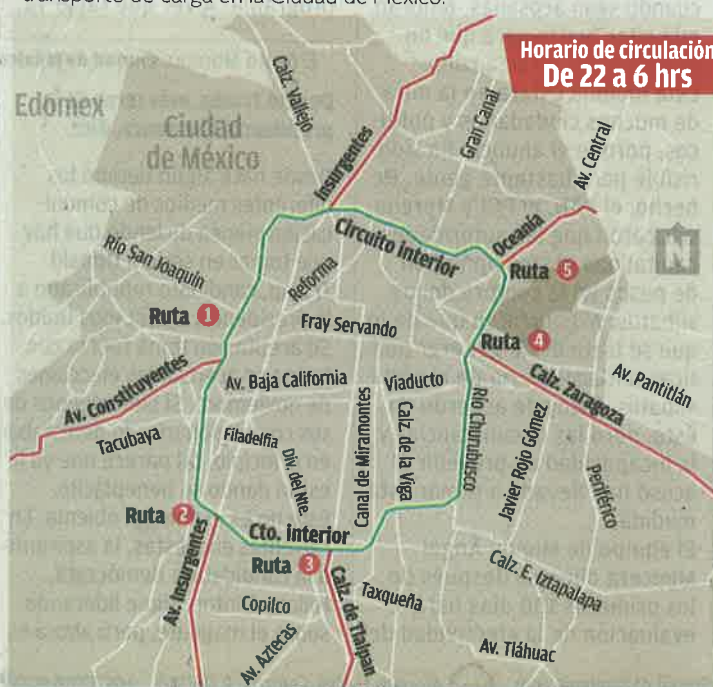 transporte de carga en la Ciudad de México.
Horario de circulación
De 22 a 6 hrs
Edomex
Ciudad
de México
Calz. Vallejo
Insurgentes
Gran Canal
Av. Central
Oceanía
Circuito interior
Río San Joaquín
Reforma
Ruta 5
Ruta 1
Fray Servando
Ruta 4
Av. Constituyentes
Av. Baja California
Viaducto
Calz. Zaragoza
Av. Pantitlán
Tacubaya
Filadelfia
Div. del Nte.
Canal de Miramontes
Calz. de la Viga
Río Churubusco
Javier Rojo Gómez
Periférico
Ruta 2
Av. Insurgentes
Cto. interior
Ruta 3
Calz. de Tlalpan
Taxqueña
Calz. E. Iztapalapa
Copilco
Av. Aztecas
Av. Tláhuac
N